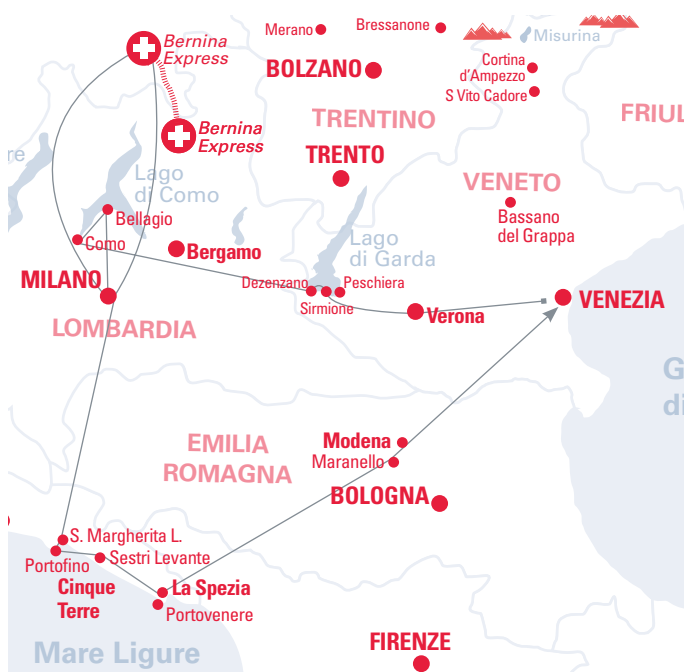 Merano
Bressanone
Misurina
Bernina
Express
BOLZANO
Cortina
d'Ampezzo
S Vito Cadore
TRENTINO
FRIUL
Bernina
Express
re
TRENTO
Lago
di Como
VENETO
Bellagio
Bassano
del Grappa
Como
Bergamo
Lago
di Garda
MILANO
Dezenzano
Peschiera
Sirmione
VENEZIA
Verona
LOMBARDIA
G
di
EMILIA
ROMAGNA
Modena
Maranello
BOLOGNA
S. Margherita L.
Portofino
Sestri Levante
Cinque
Terre
La Spezia
Portovenere
Mare Ligure
FIRENZE